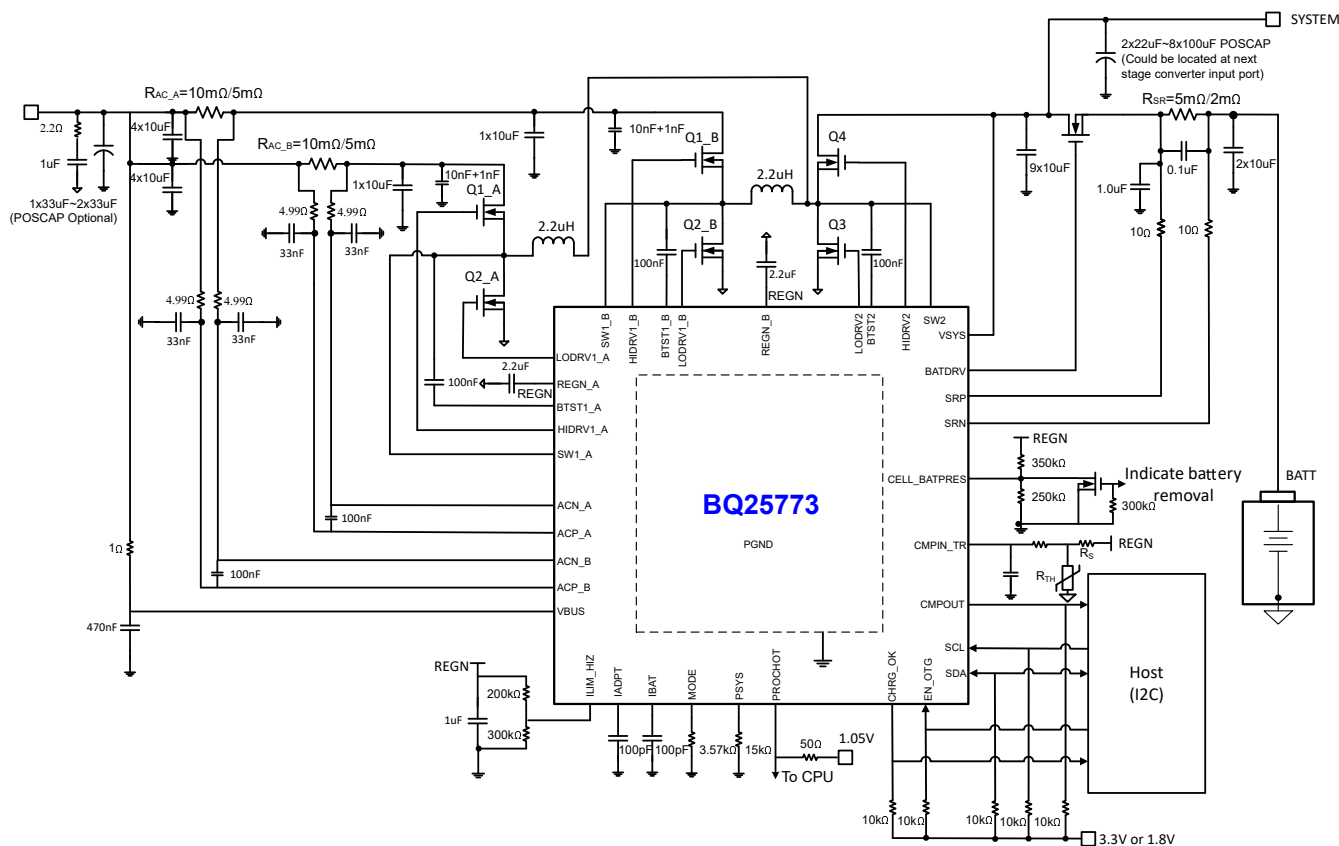 SYSTEM
2x22uF~8x100uF POSCAP
(Could be located at next
stage converter input port)
RAC_A=10mΩ/5mΩ
RSR=5mΩ/2mΩ
2.2Ω
4x10uF
1uF
1x33uF~2x33uF
(POSCAP Optional)
4x10uF
RAC_B=10mΩ/5mΩ
1x10uF
10nF+1nF
1x10uF
10nF+1nF
Q1_B
Q4
2.2uH
9x10uF
0.1uF
2x10uF
1.0uF
10Ω
10Ω
4.99Ω
4.99Ω
33nF
33nF
Q1_A
2.2uH
Q2_A
Q2_B
Q3
100nF
100nF
2.2uF
REGN
4.99Ω
4.99Ω
33nF
33nF
SW1_B
HIDRV1_B
BTST1_B
LODRV1_B
REGN_B
LODRV2
BTST2
HIDRV2
SW2
VSYS
BATDRV
SRP
SRN
CELL_BATPRES
CMPIN_TR
CMPOUT
SCL
SDA
LODRV1_A
2.2uF
REGN_A
REGN
100nF
BTST1_A
HIDRV1_A
SW1_A
ACN_A
100nF
ACP_A
ACN_B
100nF
ACP_B
VBUS
1Ω
470nF
BQ25773
PGND
REGN
350kΩ
250kΩ
300kΩ
Indicate battery
removal
BATT
RS
REGN
RTH
Host
(I2C)
ILIM_HIZ
IADPT
IBAT
MODE
PSYS
PROCHOT
CHRG_OK
EN_OTG
REGN
200kΩ
1uF
300kΩ
100pF
100pF
3.57kΩ
15kΩ
50Ω
1.05V
To CPU
10kΩ
10kΩ
10kΩ
10kΩ
10kΩ
3.3V or 1.8V